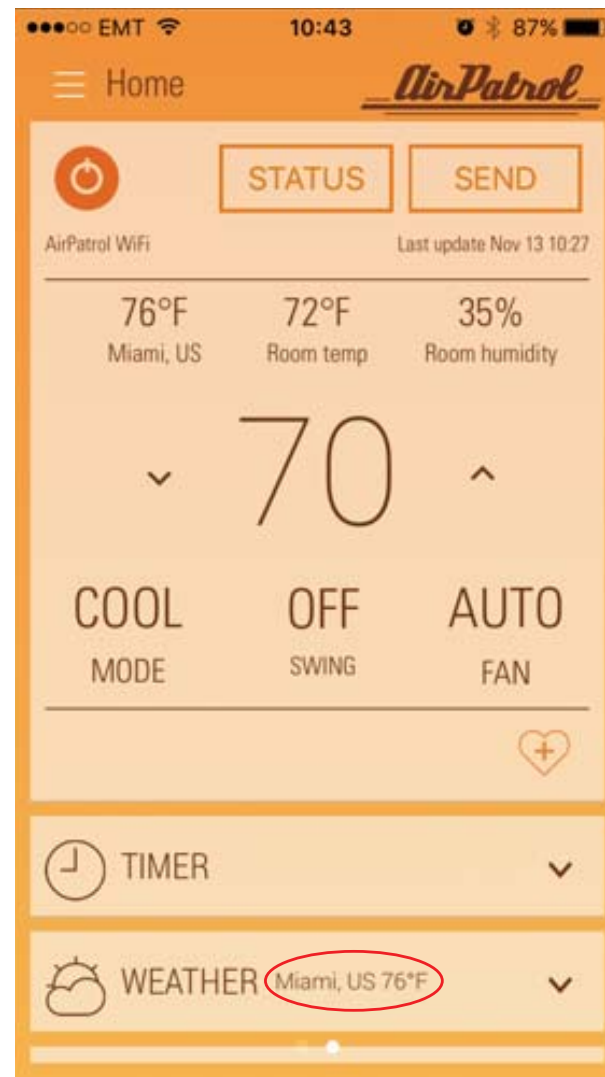 EMT 10:43 87%
Home AirPatrol
STATUS SEND
AirPatrol WiFi Last update Nov 13 10:27
76°F 72°F 35%
Miami, US Room temp Room humidity
70
COOL OFF AUTO
MODE SWING FAN
TIMER
WEATHER Miami, US 76°F